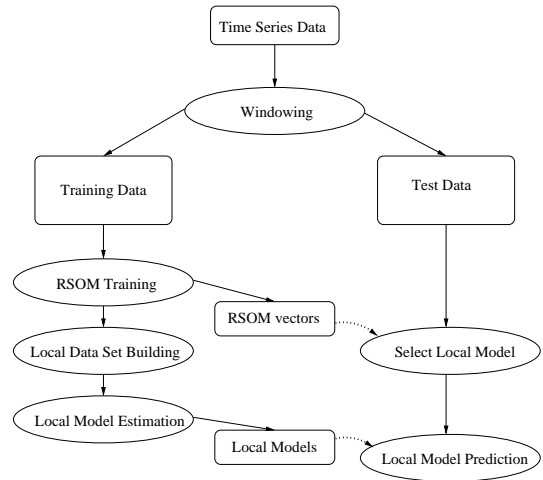 Time Series Data
Windowing
Training Data
Test Data
RSOM Training
RSOM vectors
Local Data Set Building
Select Local Model
Local Model Estimation
Local Models
Local Model Prediction